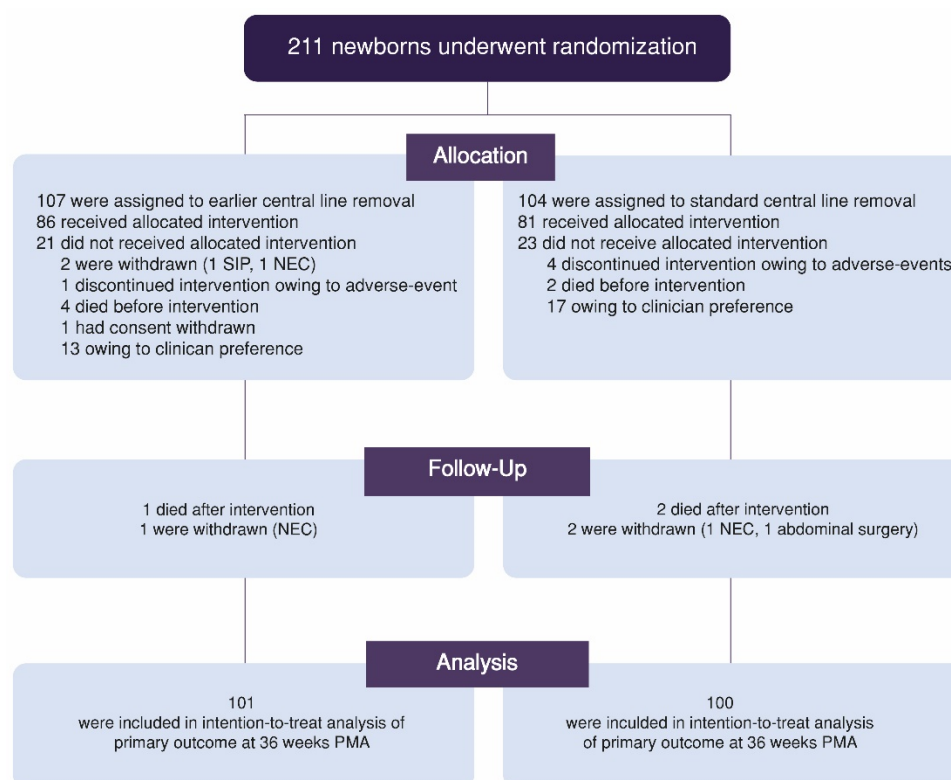 211 newborns underwent randomization
Allocation
107 were assigned to earlier central line removal
86 received allocated intervention
21 did not received allocated intervention
2 were withdrawn (1 SIP, 1 NEC)
1 discontinued intervention owing to adverse-event
4 died before intervention
1 had consent withdrawn
13 owing to clinican preference
104 were assigned to standard central line removal
81 received allocated intervention
23 did not receive allocated intervention
4 discontinued intervention owing to adverse-events
2 died before intervention
17 owing to clinician preference
Follow-Up
1 died after intervention
1 were withdrawn (NEC)
2 died after intervention
2 were withdrawn (1 NEC, 1 abdominal surgery)
Analysis
101
were included in intention-to-treat analysis of
primary outcome at 36 weeks PMA
100
were inculded in intention-to-treat analysis
of primary outcome at 36 weeks PMA